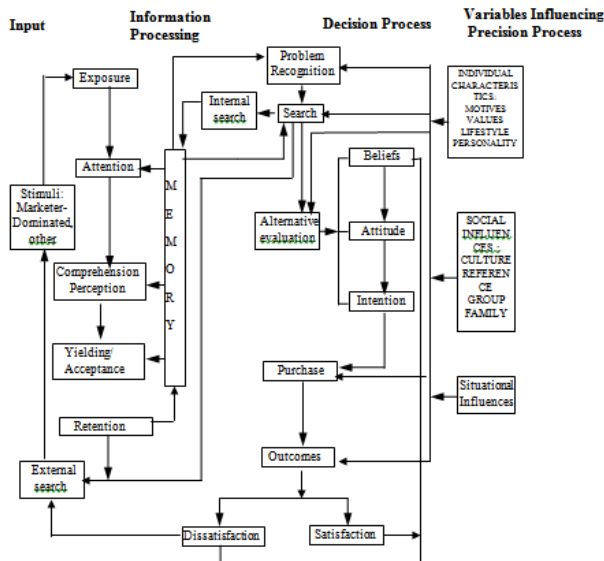 Input
Information
Processing
Decision Process
Variables Influencing
Precision Process
Exposure
Attention
Stimuli:
Marketer-
Dominated,
other
Comprehension
Perception
Yielding/
Acceptance
Retention
External
search
Internal
search
M
E
M
O
R
Y
Problem
Recognition
Search
Alternative
evaluation
Beliefs
Attitude
Intention
Purchase
Outcomes
Dissatisfaction
Satisfaction
INDIVIDUAL
CHARACTERIS
TICS:
MOTIVES
VALUES
LIFESTYLE
PERSONALITY
SOCIAL
INFLUEN
CES.:
CULTURE
REFEREN
CE
GROUP
FAMILY
Situational
Influences